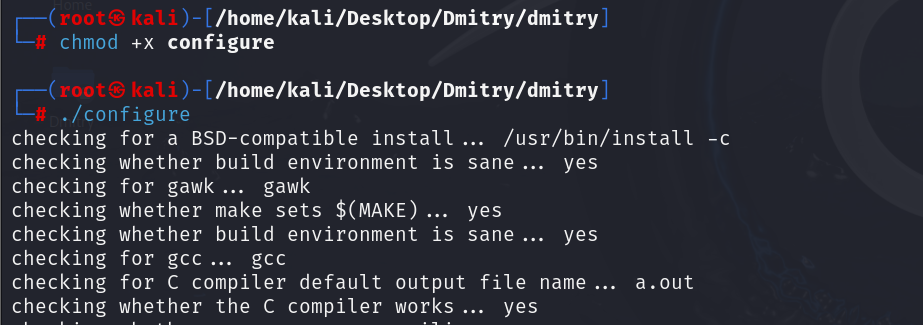 ┌──(root㉿kali)-[/home/kali/Desktop/Dmitry/dmitry]
└─# chmod +x configure
┌──(root㉿kali)-[/home/kali/Desktop/Dmitry/dmitry]
└─# ./configure
checking for a BSD-compatible install... /usr/bin/install -c
checking whether build environment is sane... yes
checking for gawk... gawk
checking whether make sets $(MAKE)... yes
checking whether build environment is sane... yes
checking for gcc... gcc
checking for C compiler default output file name... a.out
checking whether the C compiler works... yes